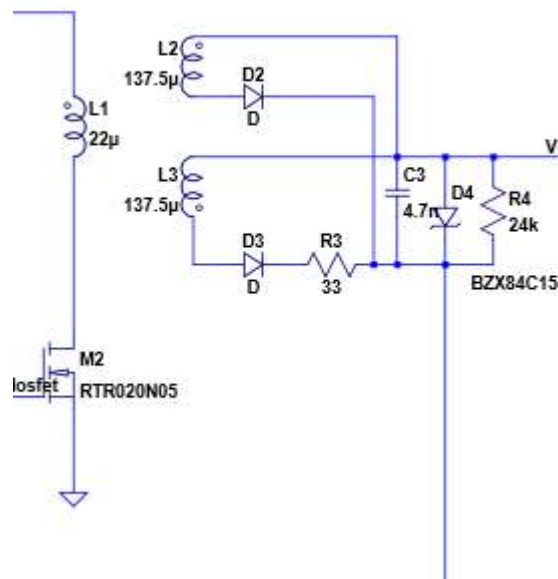 L2
137.5µ
D2
D
L1
22µ
L3
137.5µ
V
C3
4.7n
D4
R4
24k
D3
D
R3
33
BZX84C15
M2
RTR020N05